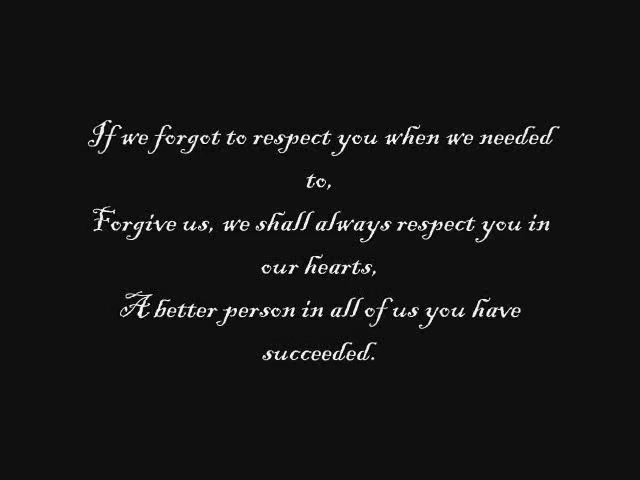 If we forgot to respect you when we needed
to,
Forgive us, we shall always respect you in
our hearts,
A better person in all of us you have
succeeded.